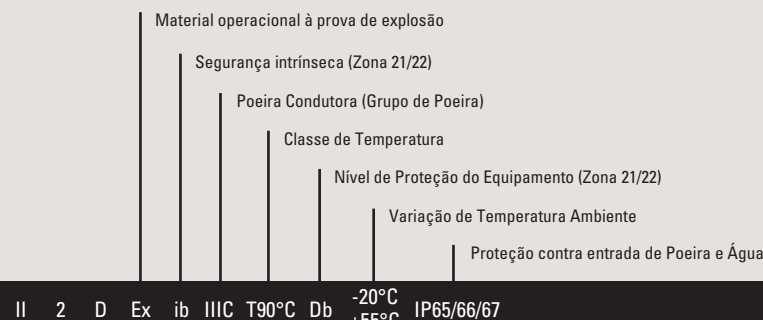 Material operacional à prova de explosão
Segurança intrínseca (Zona 21/22)
Poeira Condutora (Grupo de Poeira)
Classe de Temperatura
Nível de Proteção do Equipamento (Zona 21/22)
Variação de Temperatura Ambiente
Proteção contra entrada de Poeira e Água
II 2 D Ex ib IIIC T90°C Db -20°C IP65/66/67
+55°C